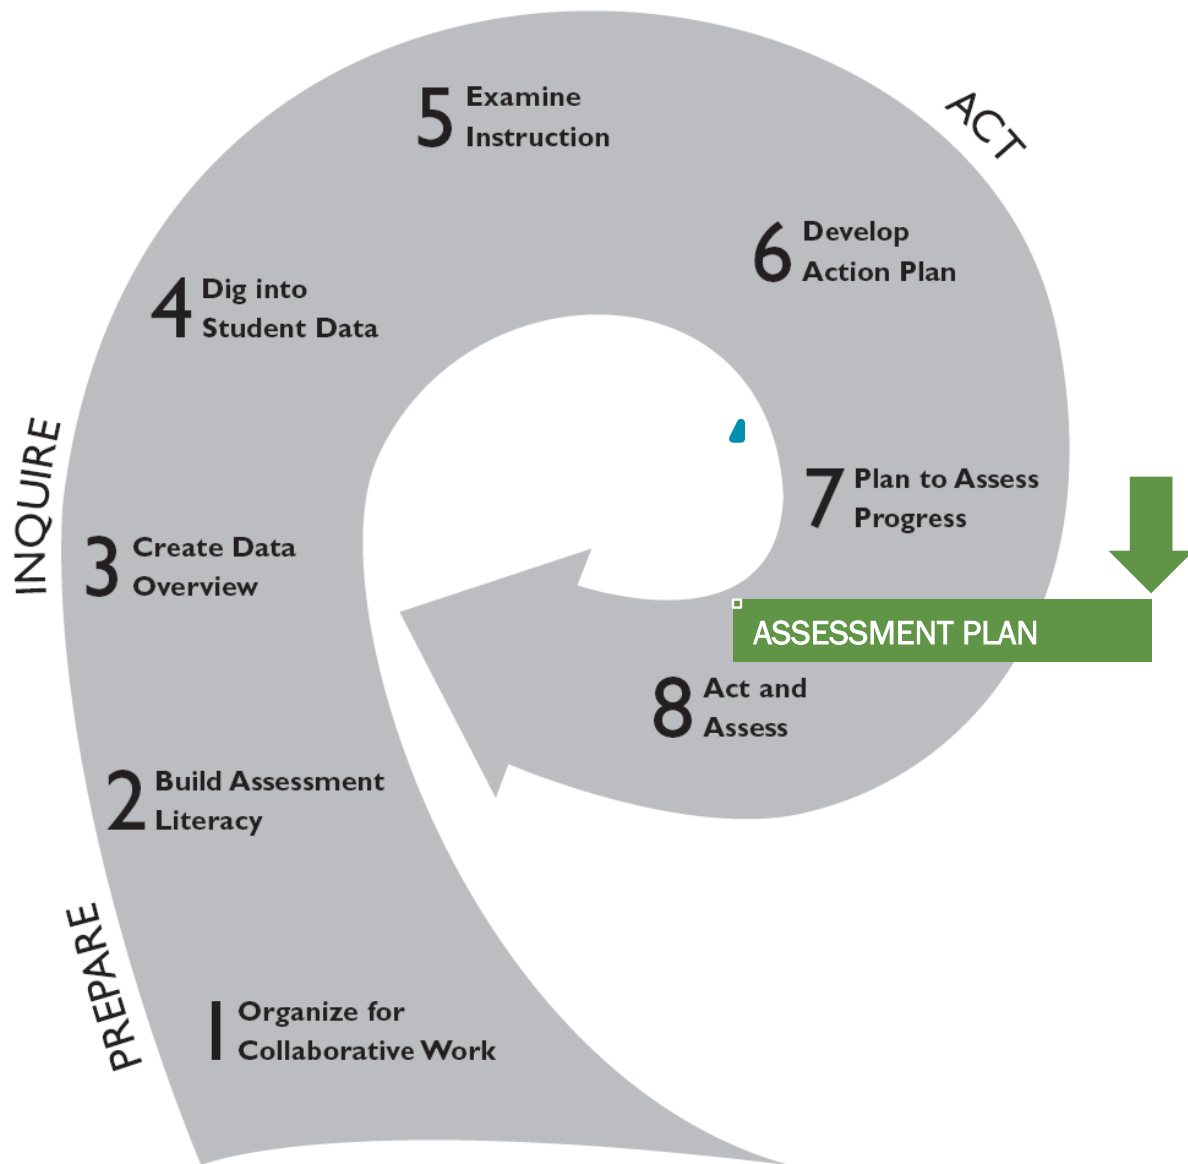 ACT
5 Examine
Instruction
6 Develop
Action Plan
4 Dig into
Student Data
INQUIRE
7 Plan to Assess
Progress
3 Create Data
Overview
ASSESSMENT PLAN
8 Act and
Assess
2 Build Assessment
Literacy
PREPARE
1 Organize for
Collaborative Work